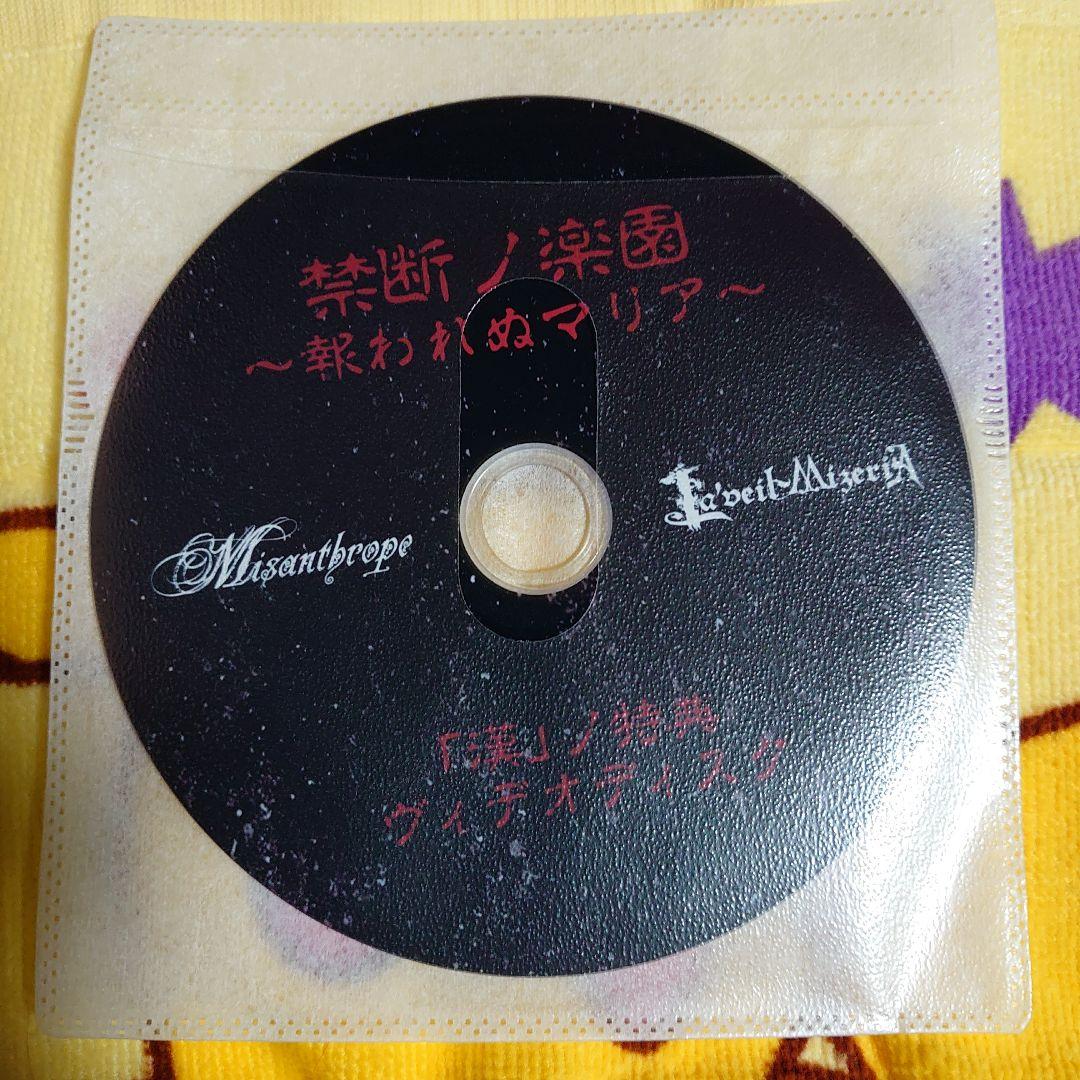 禁断ノ楽園
～報われぬマリア～
Misanthrope
La'veil MizeriA
「漢」ノ特典
ヴィデオディスク